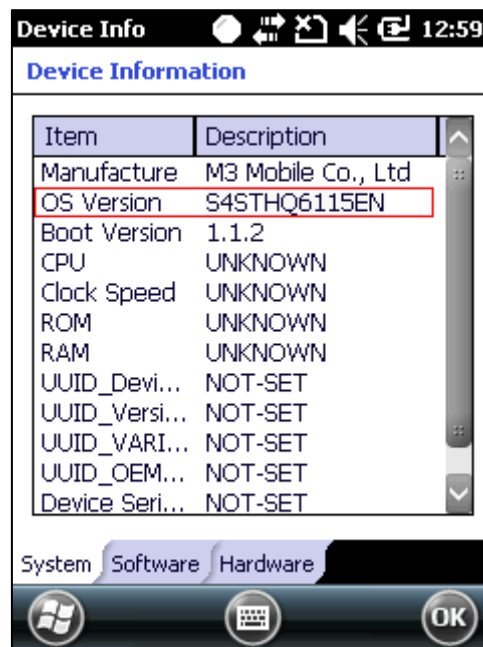 Device Info 12:59
Device Information
Item Description
Manufacture M3 Mobile Co., Ltd
OS Version S4STHQ6115EN
Boot Version 1.1.2
CPU UNKNOWN
Clock Speed UNKNOWN
ROM UNKNOWN
RAM UNKNOWN
UUID_Devi... NOT-SET
UUID_Versi... NOT-SET
UUID_VARI... NOT-SET
UUID_OEM... NOT-SET
Device Seri... NOT-SET
System Software Hardware
OK